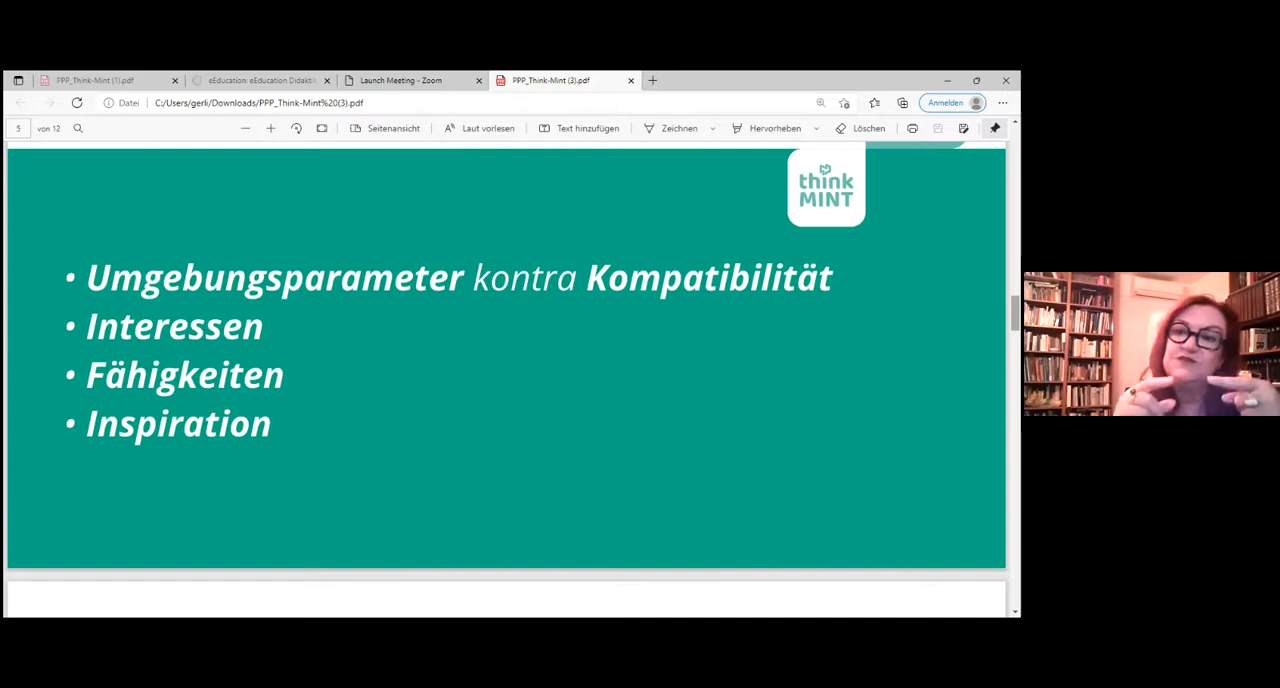 PPP_Think-Mint (1).pdf
eEducation: eEducation Didaktik
Launch Meeting - Zoom
PPP_Think-Mint (3).pdf
Datei
C:/Users/gerli/Downloads/PPP_Think-Mint%20(3).pdf
Anmelden
5 von 12
Seitenansicht
Laut vorlesen
Text hinzufügen
Zeichnen
Hervorheben
Löschen
think
MINT
• Umgebungsparameter kontra Kompatibilität
• Interessen
• Fähigkeiten
• Inspiration